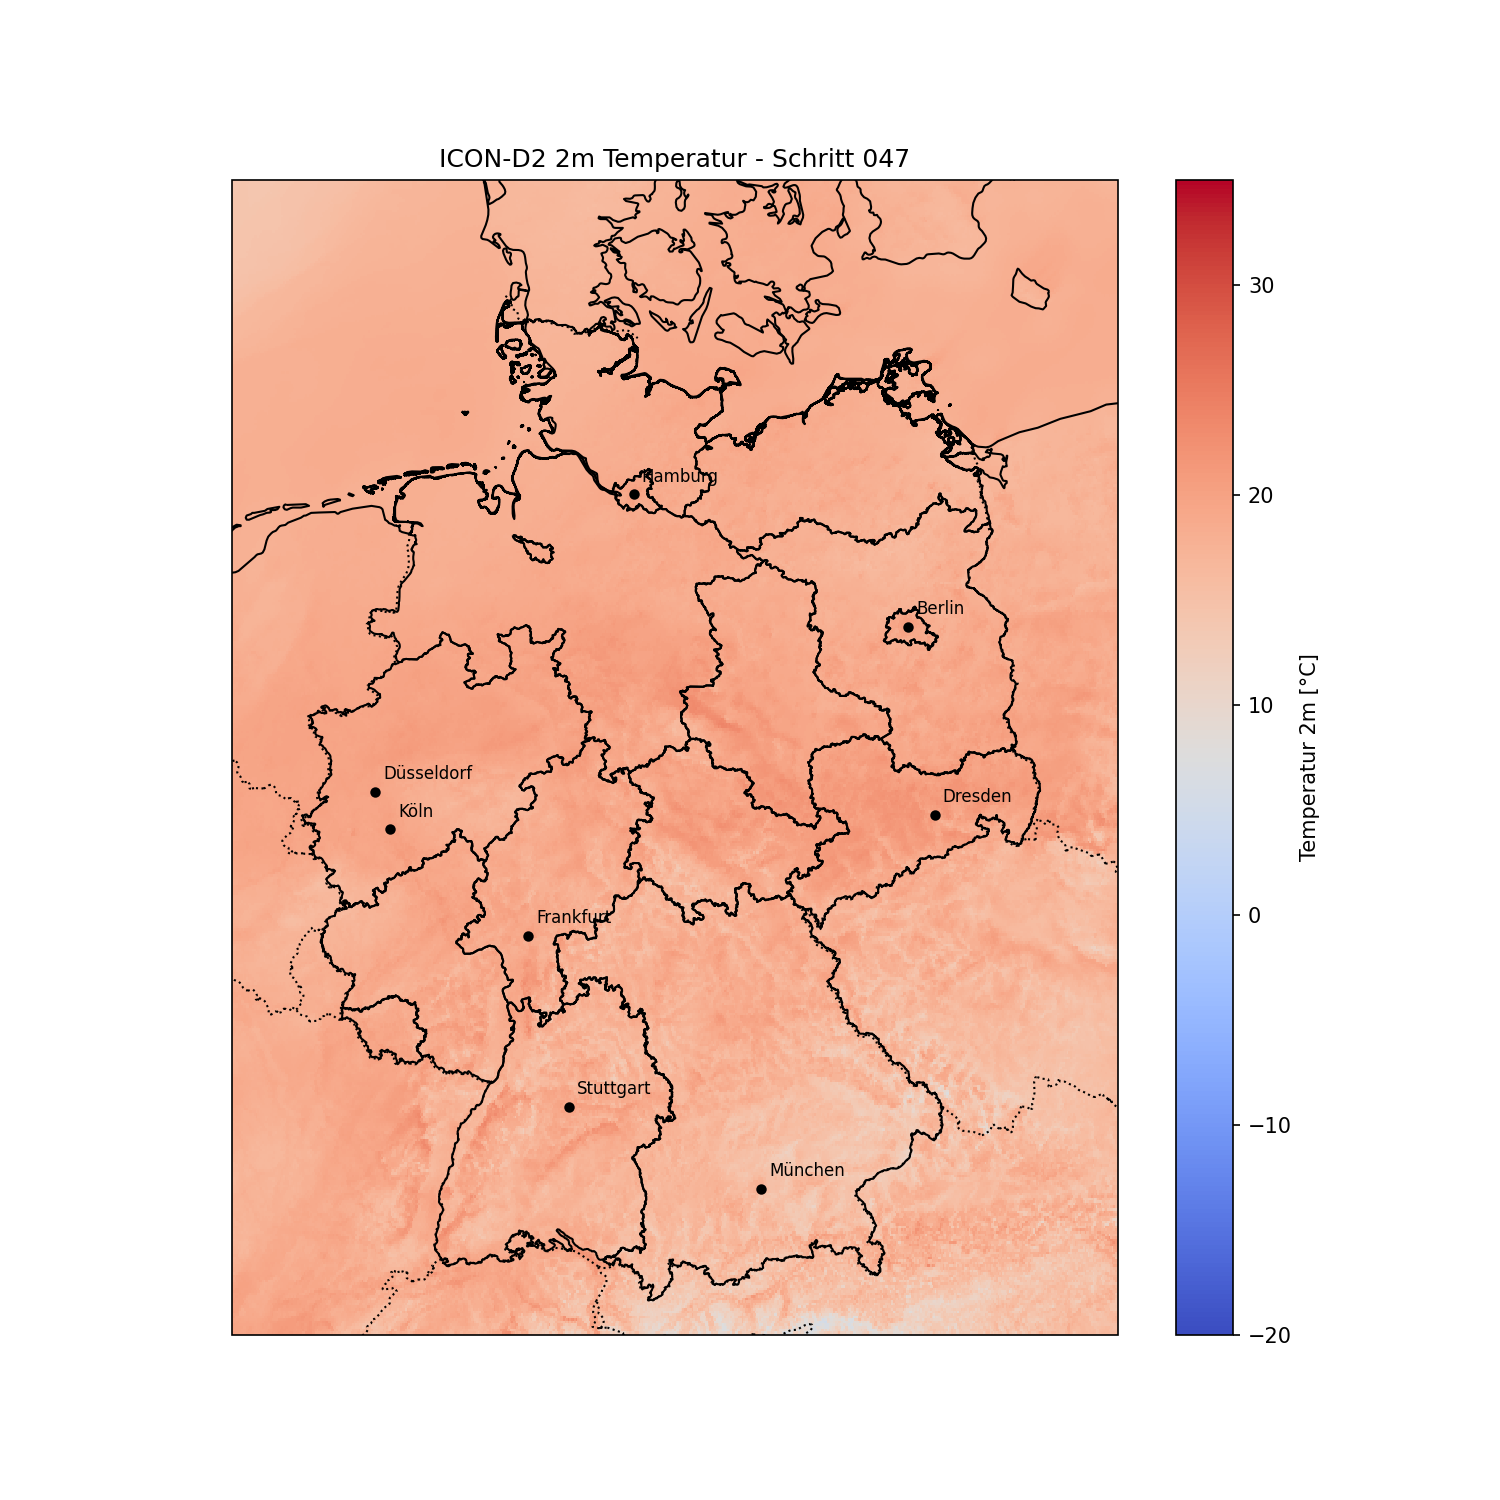 ICON-D2 2m Temperatur - Schritt 047
Hamburg
Berlin
Düsseldorf
Köln
Dresden
Frankfurt
Stuttgart
München
30
20
10
0
−10
−20
Temperatur 2m [°C]